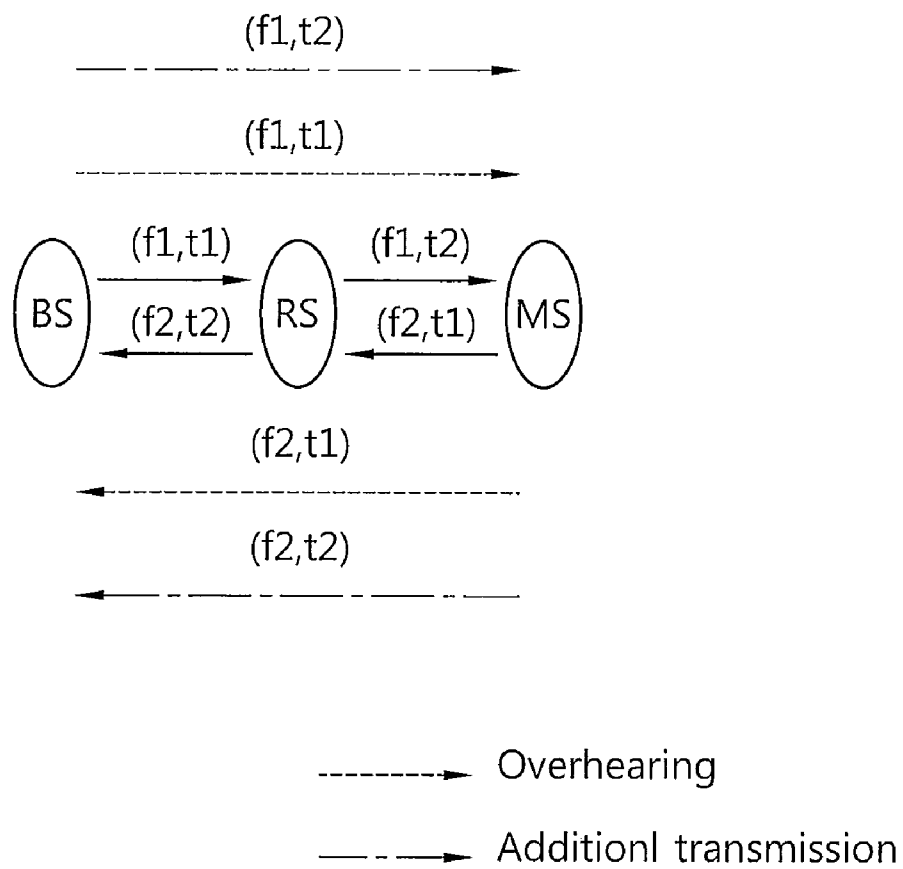 (f1,t2)
(f1,t1)
(f1,t1) (f1,t2)
BS RS MS
(f2,t2) (f2,t1)
(f2,t1)
(f2,t2)
Overhearing
Additionl transmission